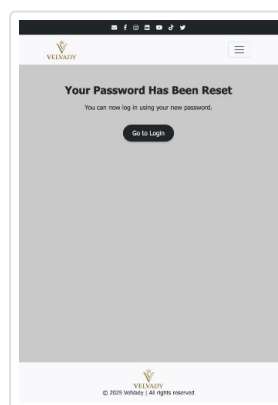 VELVADY
Your Password Has Been Reset
You can now log in using your new password.
Go to Login
VELVADY
© 2025 Velvady | All rights reserved